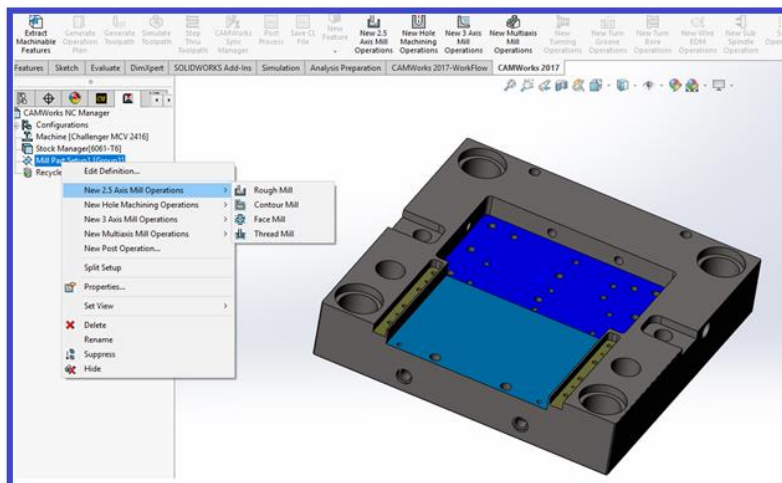 Extract Machinable Features
Generate Operation Plan
Generate Toolpath
Simulate Toolpath
Step Thru Toolpath
CAMWorks Sync Manager
Post Process
Save CL File
New Feature
New 2.5 Axis Mill Operations
New Hole Machining Operations
New 3 Axis Mill Operations
New Multiaxis Mill Operations
New Turning Operations
New Turn Groove Operations
New Turn Bore Operations
New Wire EDM Operations
New Sub Spindle Operations
Features Sketch Evaluate DimXpert SOLIDWORKS Add-Ins Simulation Analysis Preparation CAMWorks 2017-WorkFlow CAMWorks 2017
CAMWorks NC Manager
Configurations
Machine [Challenger MCV 2416]
Stock Manager[6061-T6]
Mill Part Setup1 [Group1]
Recycle
Edit Definition...
New 2.5 Axis Mill Operations
New Hole Machining Operations
New 3 Axis Mill Operations
New Multiaxis Mill Operations
New Post Operation...
Split Setup
Properties...
Set View
Delete
Rename
Suppress
Hide
Rough Mill
Contour Mill
Face Mill
Thread Mill